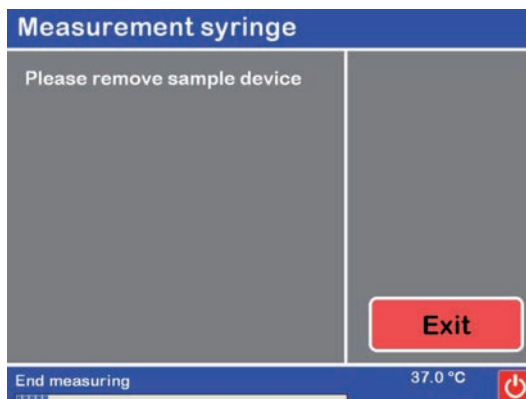 Measurement syringe
Please remove sample device
Exit
End measuring
37.0 °C